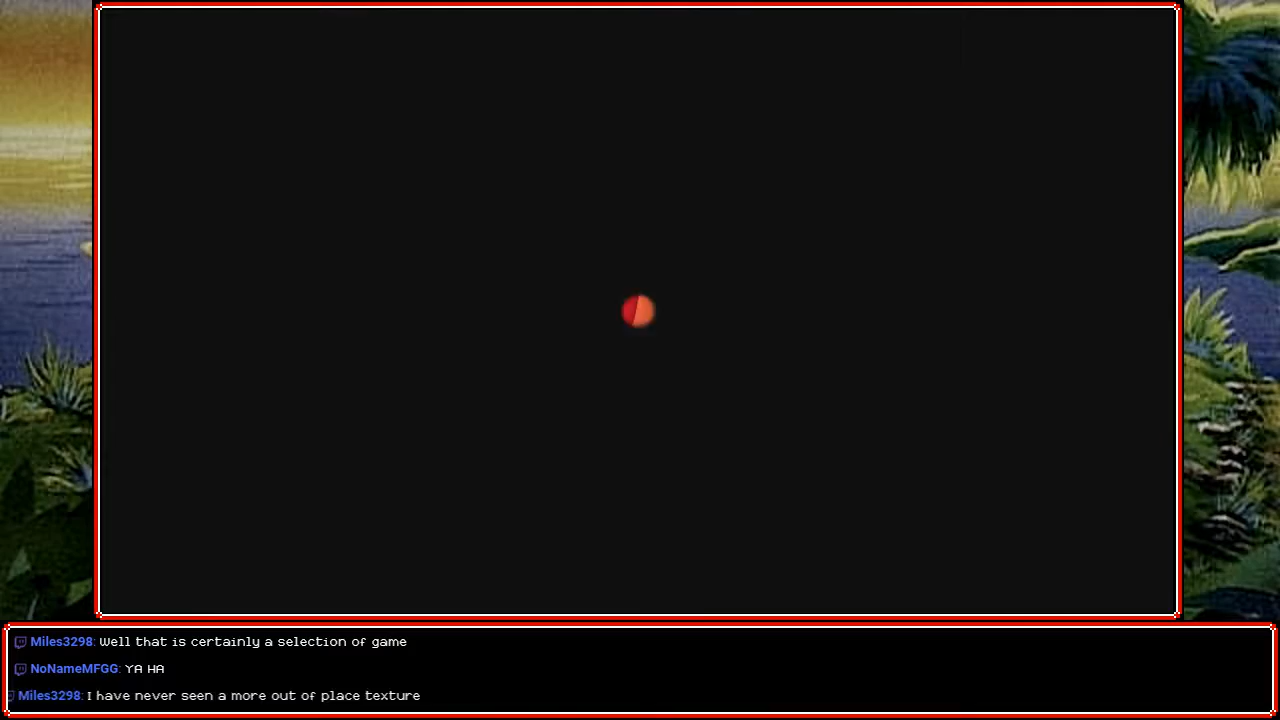 Miles3298: Well that is certainly a selection of game
NoNameMFGG: YA HA
Miles3298: I have never seen a more out of place texture